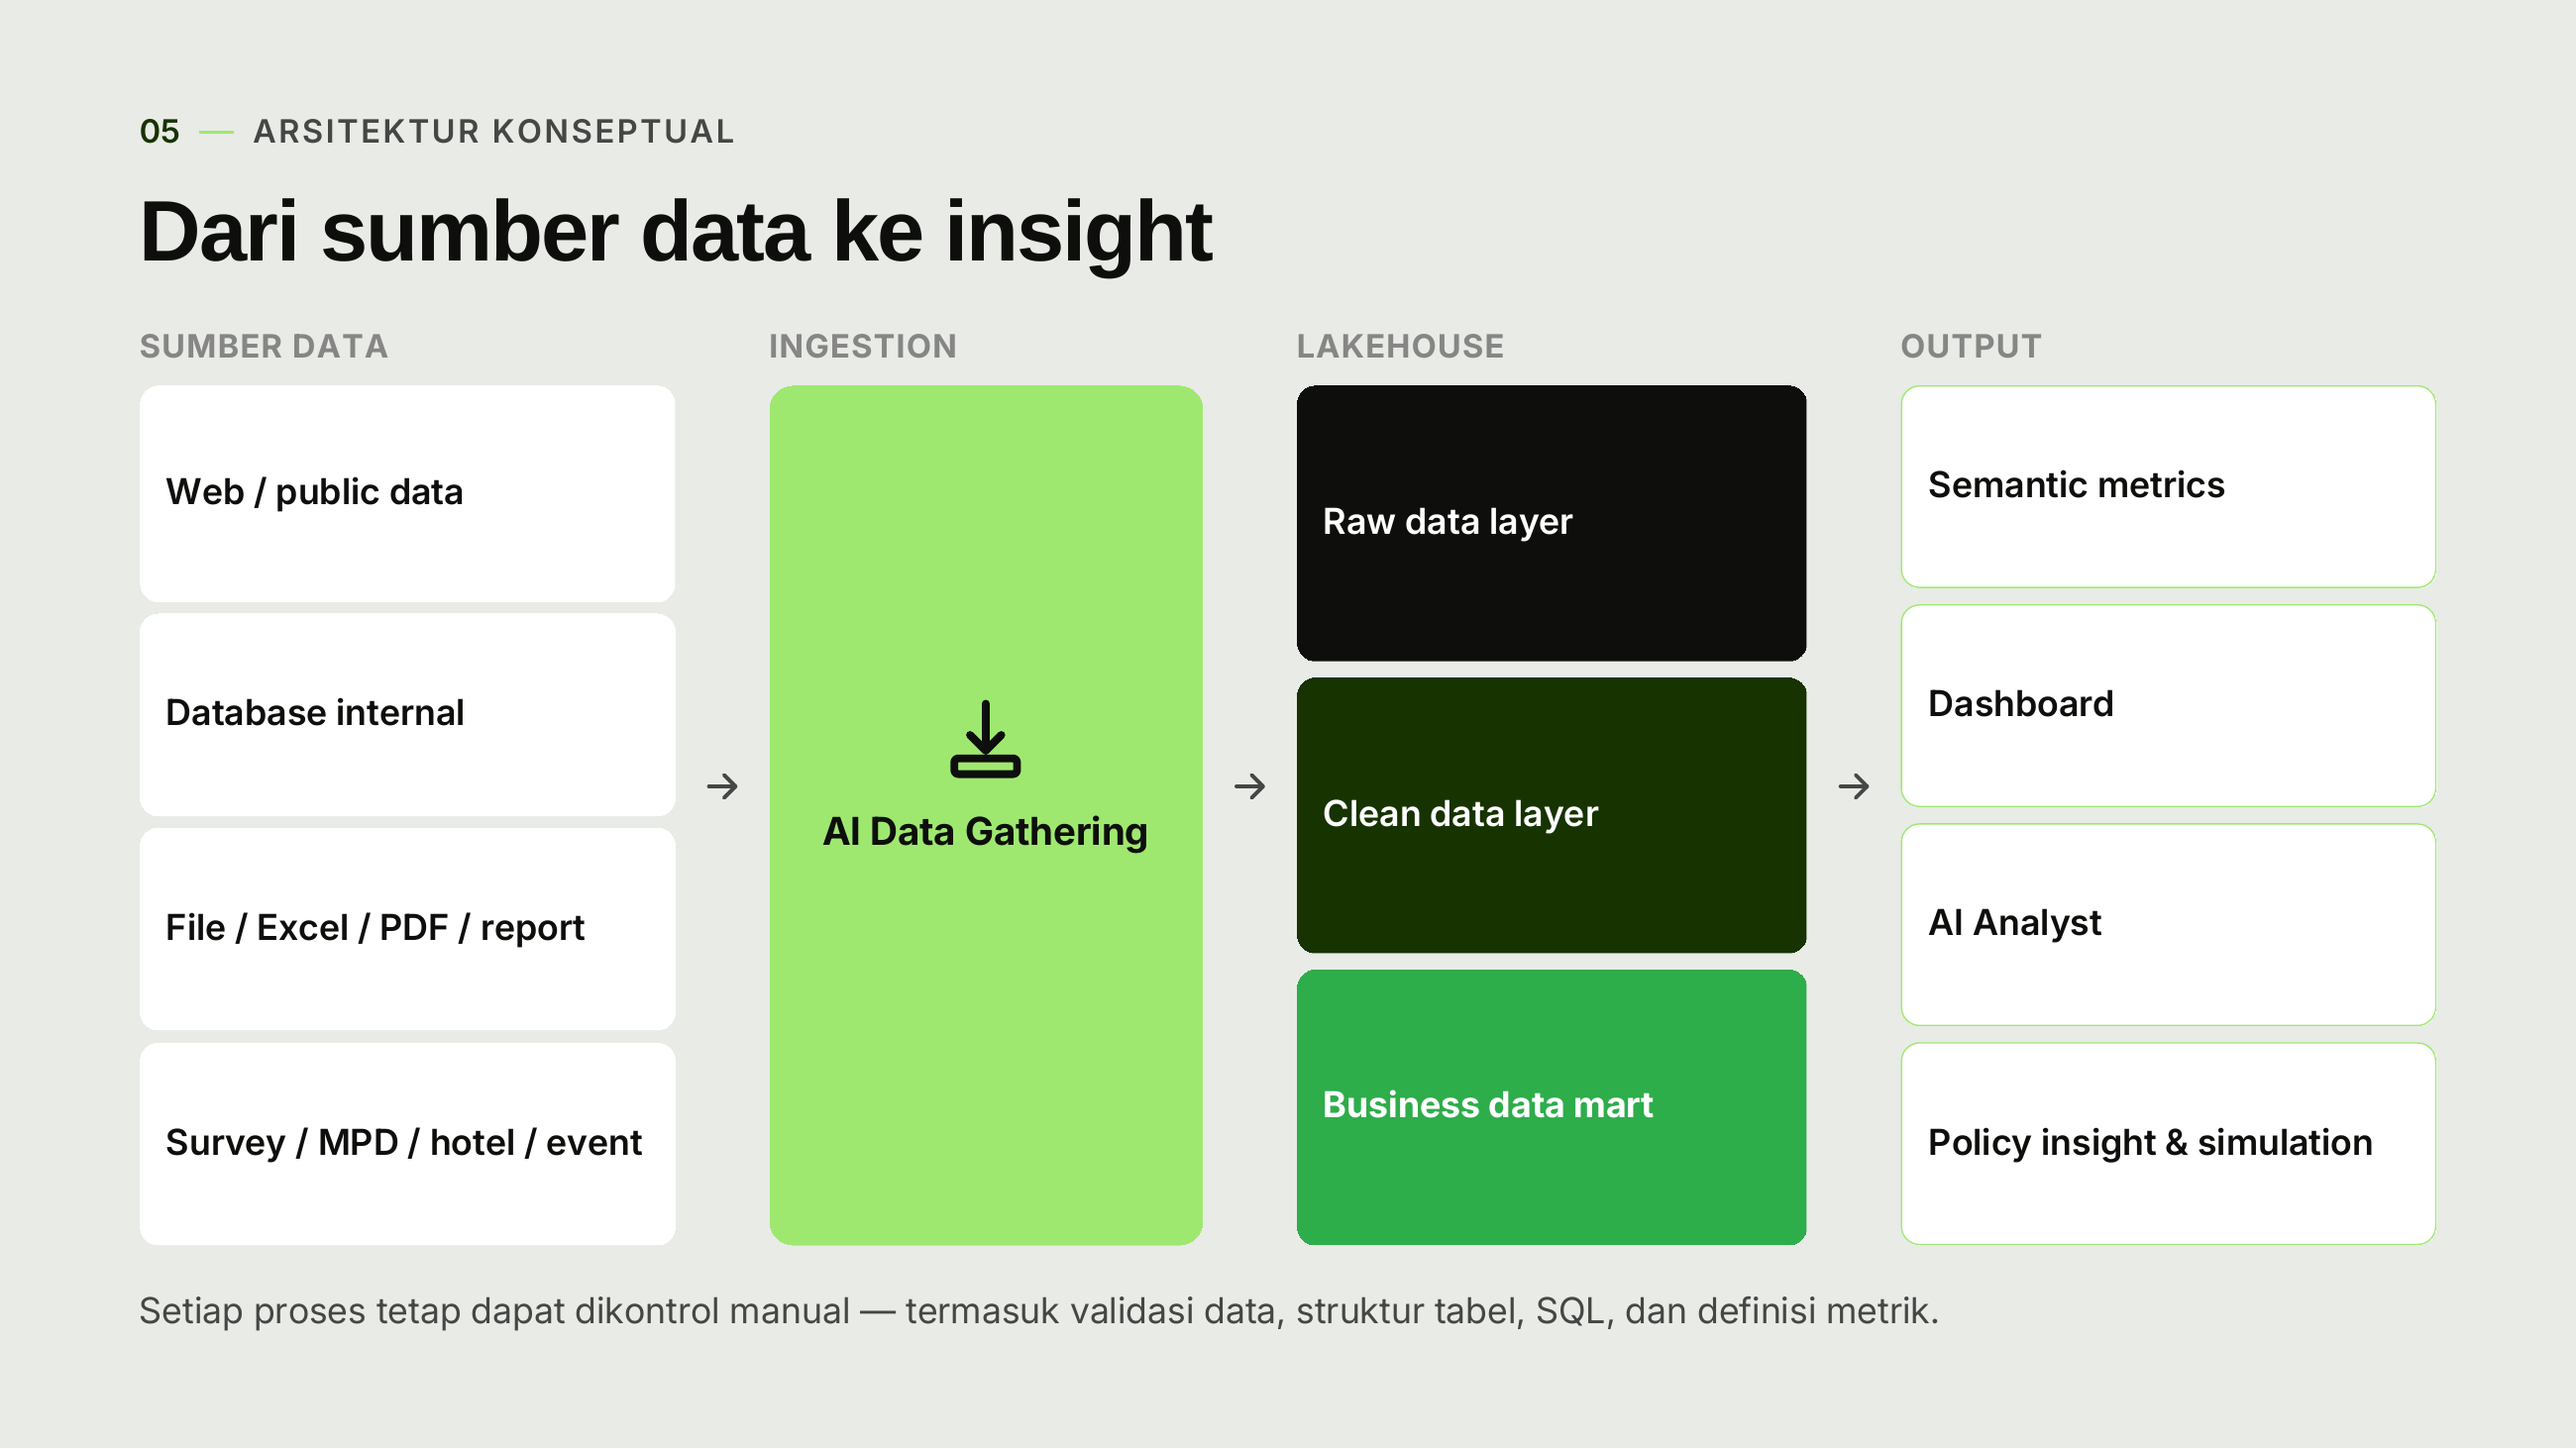 05 — ARSITEKTUR KONSEPTUAL
Dari sumber data ke insight
SUMBER DATA
Web / public data
Database internal
File / Excel / PDF / report
Survey / MPD / hotel / event
INGESTION
AI Data Gathering
LAKEHOUSE
Raw data layer
Clean data layer
Business data mart
OUTPUT
Semantic metrics
Dashboard
AI Analyst
Policy insight & simulation
Setiap proses tetap dapat dikontrol manual — termasuk validasi data, struktur tabel, SQL, dan definisi metrik.